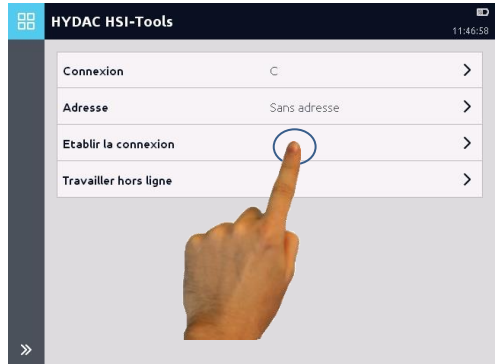 HYDAC HSI-Tools
11:46:58
Connexion C
Adresse Sans adresse
Etablir la connexion
Travailler hors ligne